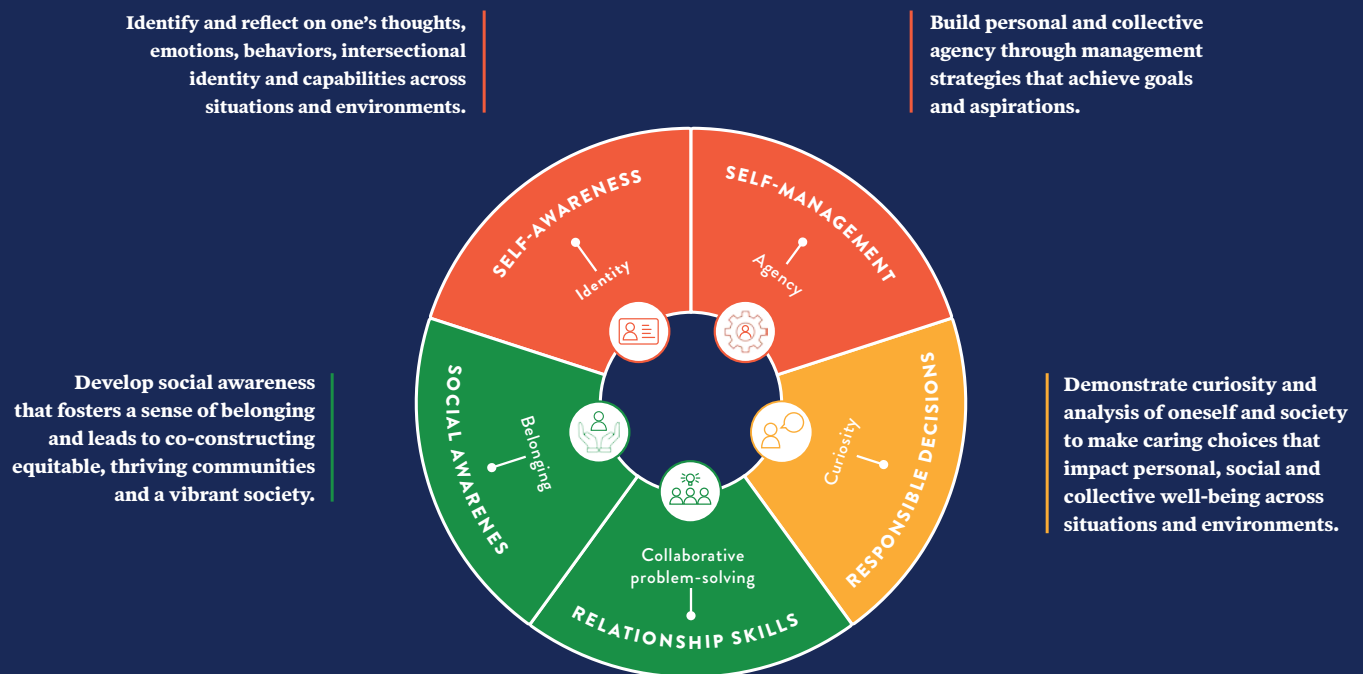 Identify and reflect on one’s thoughts,
emotions, behaviors, intersectional
identity and capabilities across
situations and environments.
Build personal and collective
agency through management
strategies that achieve goals
and aspirations.
SELF-AWARENESS
Identity
SELF-MANAGEMENT
Agency
Develop social awareness
that fosters a sense of belonging
and leads to co-constructing
equitable, thriving communities
and a vibrant society.
SOCIAL AWARENES
Belonging
Curiosity
RESPONSIBLE DECISIONS
Demonstrate curiosity and
analysis of oneself and society
to make caring choices that
impact personal, social and
collective well-being across
situations and environments.
Collaborative
problem-solving
RELATIONSHIP SKILLS